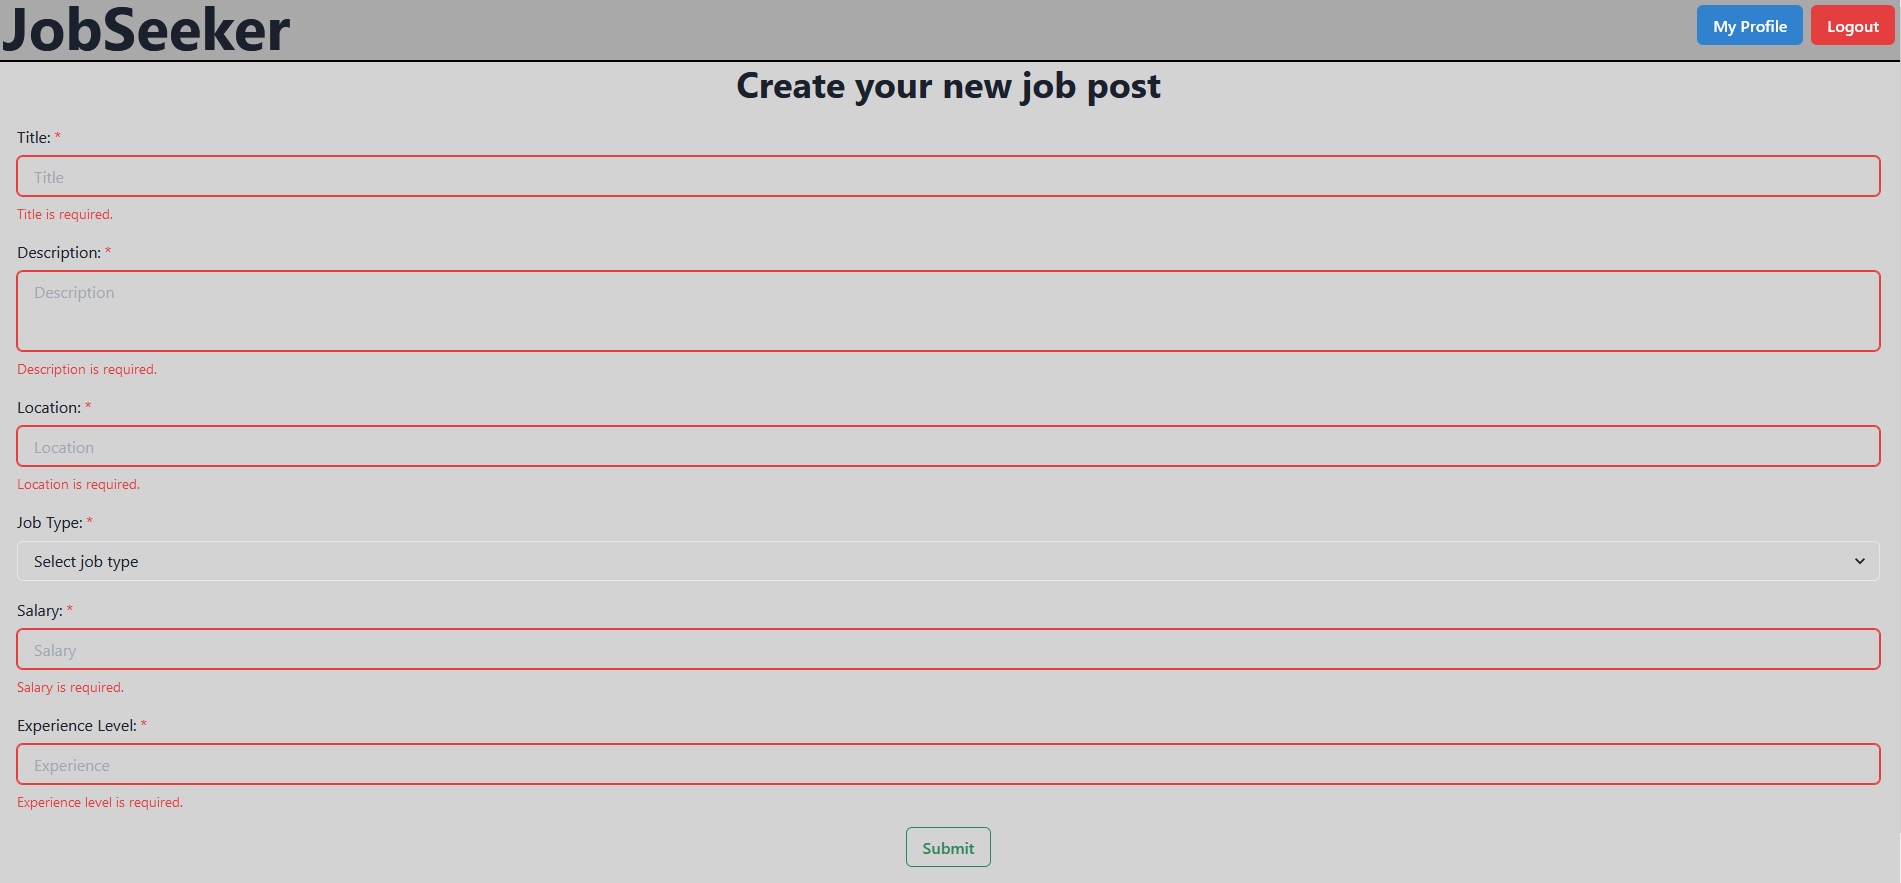 JobSeeker
My Profile
Logout
Create your new job post
Title: *
Title
Title is required.
Description: *
Description
Description is required.
Location: *
Location
Location is required.
Job Type: *
Select job type
Salary: *
Salary
Salary is required.
Experience Level: *
Experience
Experience level is required.
Submit